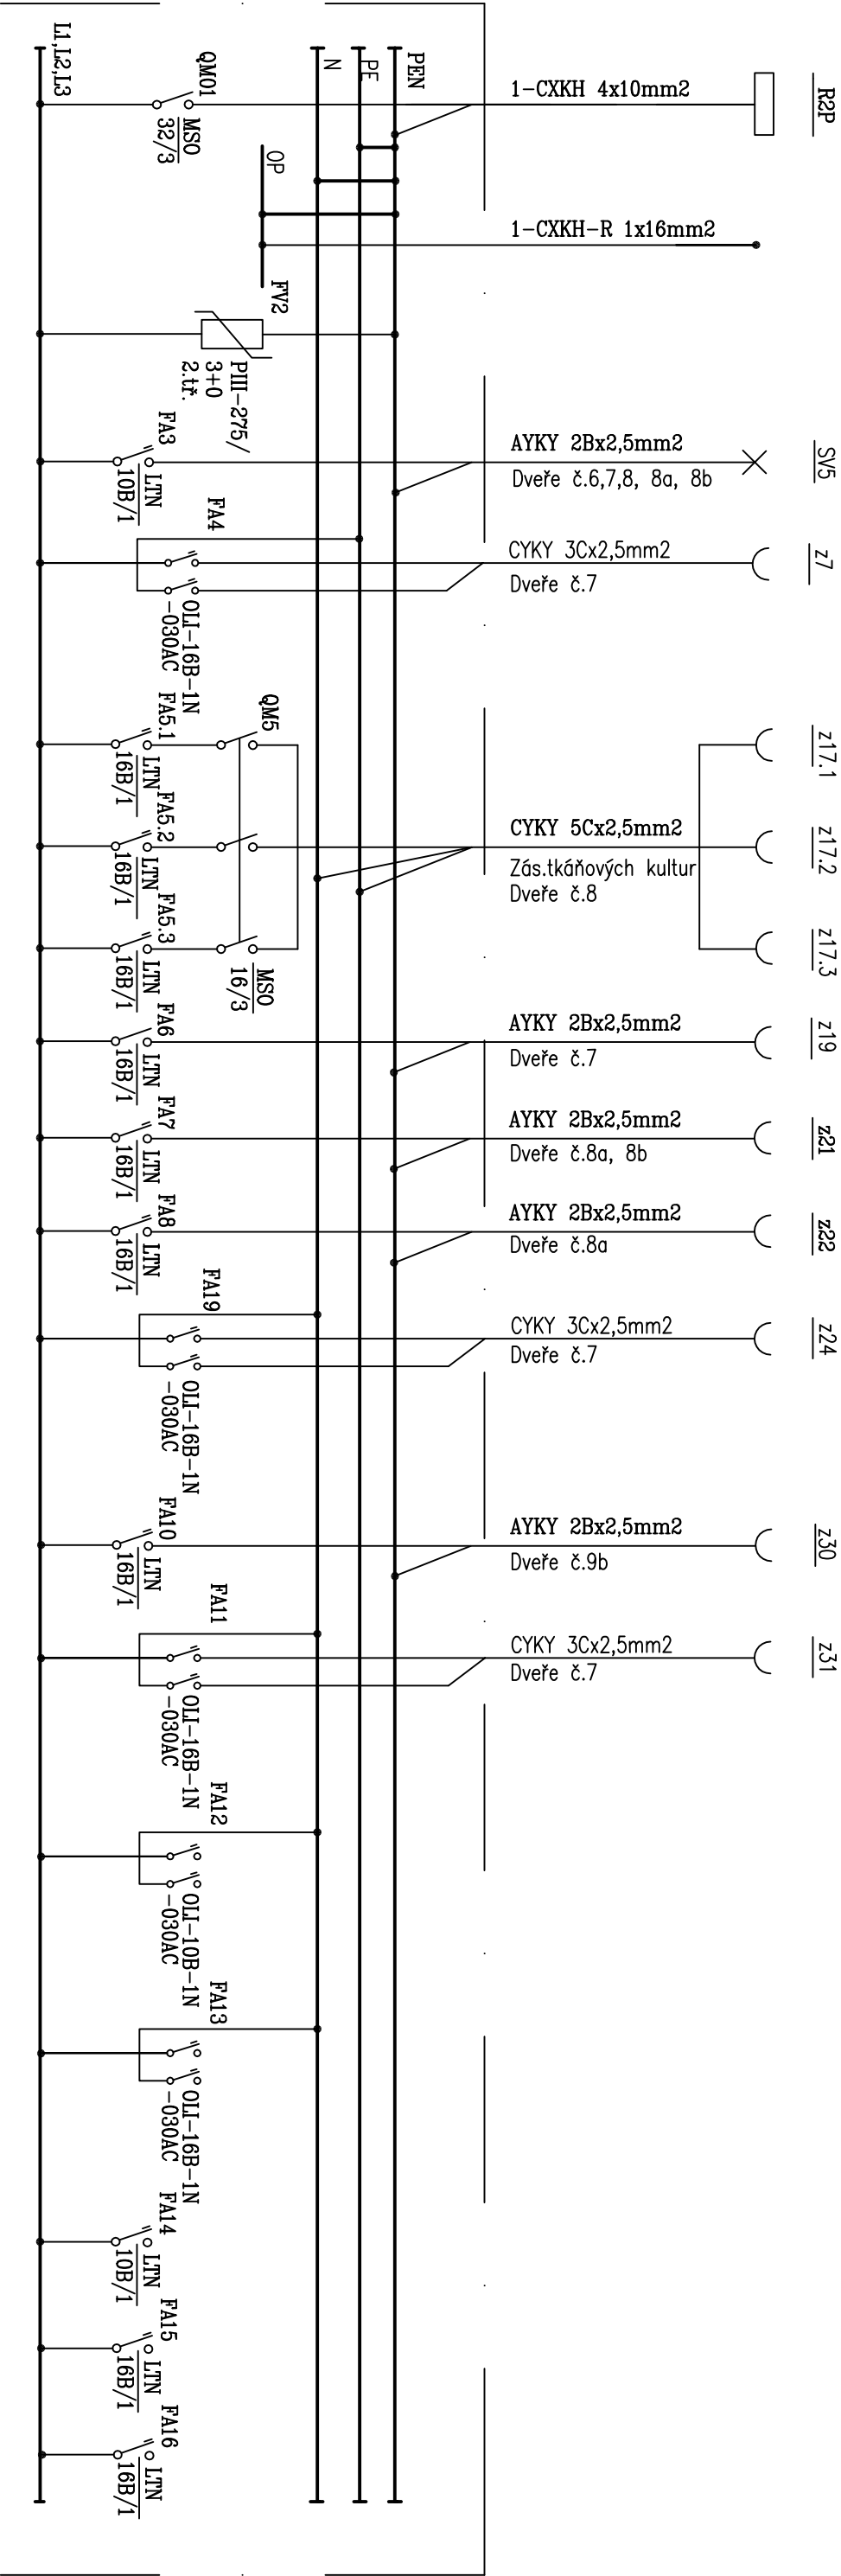 L1,L2,L3
N
PE
PEN
QM01
MSO
32/3
1-CXKH 4x10mm2
R2P
OP
1-CXKH-R 1x16mm2
FV2
PIII-275/
3+0
2.tř.
FA3
LTN
10B/1
AYKY 2Bx2,5mm2
Dveře č.6,7,8, 8a, 8b
SV5
FA4
OLI-16B-1N
-030AC
CYKY 3Cx2,5mm2
Dveře č.7
z7
FA5.1
LTN
16B/1
QM5
z17.1
FA5.2
LTN
16B/1
CYKY 5Cx2,5mm2
Zás.tkáňových kultur
Dveře č.8
z17.2
FA5.3
LTN
16B/1
MSO
16/3
z17.3
FA6
LTN
16B/1
AYKY 2Bx2,5mm2
Dveře č.7
z19
FA7
LTN
16B/1
AYKY 2Bx2,5mm2
Dveře č.8a, 8b
z21
FA8
LTN
16B/1
AYKY 2Bx2,5mm2
Dveře č.8a
z22
FA19
OLI-16B-1N
-030AC
CYKY 3Cx2,5mm2
Dveře č.7
z24
FA10
LTN
16B/1
AYKY 2Bx2,5mm2
Dveře č.9b
z30
FA11
OLI-16B-1N
-030AC
CYKY 3Cx2,5mm2
Dveře č.7
z31
FA12
OLI-10B-1N
-030AC
FA13
OLI-16B-1N
-030AC
FA14
LTN
10B/1
FA15
LTN
16B/1
FA16
LTN
16B/1